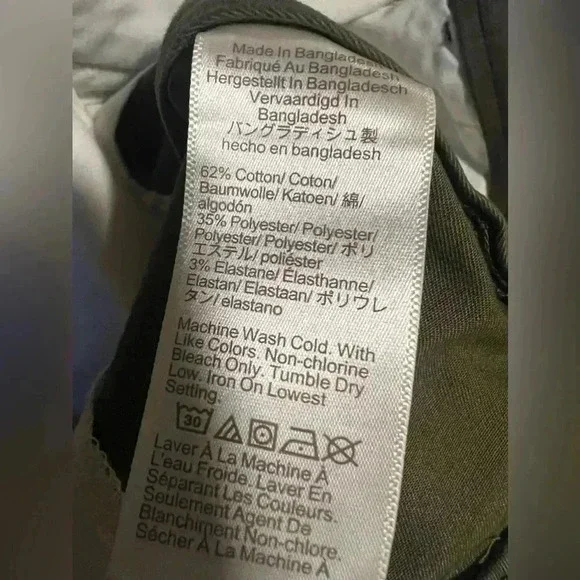 Made In Bangladesh
Fabriqué Au Bangladesh
Hergestellt In Bangladesch
Vervaardigd In
Bangladesh
バングラディシュ製
hecho en bangladesh
62% Cotton/ Coton/
Baumwolle/ Katoen/ 綿/
algodón
35% Polyester/ Polyester/
Polyester/ Polyester/ ポリ
エステル/ poliéster
3% Elastane/ Élasthanne/
Elastan/ Elastaan/ ポリウレ
タン/ elastano
Machine Wash Cold. With
Like Colors. Non-chlorine
Bleach Only. Tumble Dry
Low. Iron On Lowest
Setting.
30
Laver À La Machine À
L'eau Froide. Laver En
Séparant Les Couleurs.
Seulement Agent De
Blanchiment Non-chlore.
Sécher À La Machine A